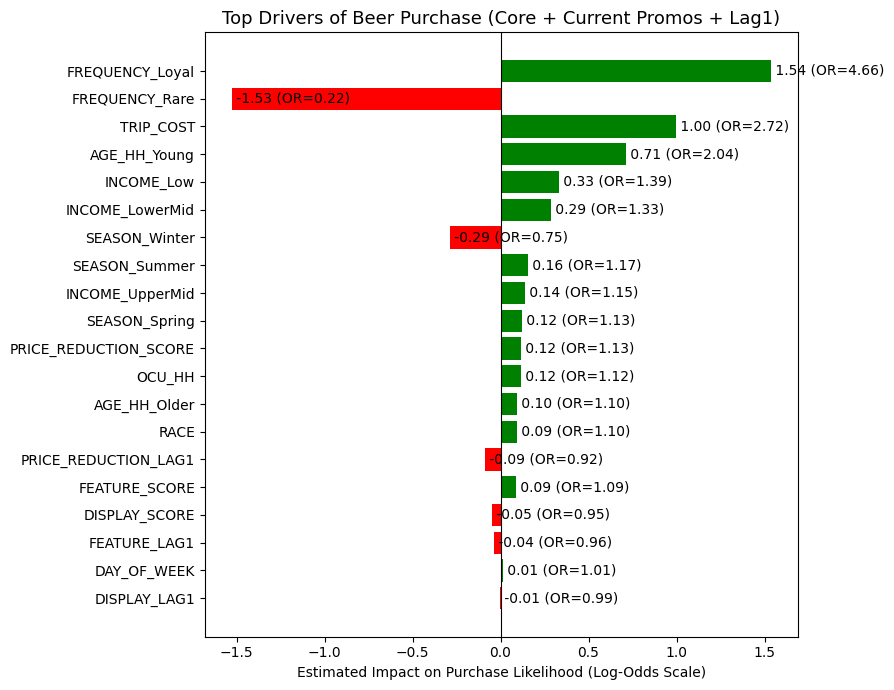 Top Drivers of Beer Purchase (Core + Current Promos + Lag1)
FREQUENCY_Loyal 1.54 (OR=4.66)
FREQUENCY_Rare -1.53 (OR=0.22)
TRIP_COST 1.00 (OR=2.72)
AGE_HH_Young 0.71 (OR=2.04)
INCOME_Low 0.33 (OR=1.39)
INCOME_LowerMid 0.29 (OR=1.33)
SEASON_Winter -0.29 (OR=0.75)
SEASON_Summer 0.16 (OR=1.17)
INCOME_UpperMid 0.14 (OR=1.15)
SEASON_Spring 0.12 (OR=1.13)
PRICE_REDUCTION_SCORE 0.12 (OR=1.13)
OCU_HH 0.12 (OR=1.12)
AGE_HH_Older 0.10 (OR=1.10)
RACE 0.09 (OR=1.10)
PRICE_REDUCTION_LAG1 -0.09 (OR=0.92)
FEATURE_SCORE 0.09 (OR=1.09)
DISPLAY_SCORE -0.05 (OR=0.95)
FEATURE_LAG1 -0.04 (OR=0.96)
DAY_OF_WEEK 0.01 (OR=1.01)
DISPLAY_LAG1 -0.01 (OR=0.99)
−1.5 −1.0 −0.5 0.0 0.5 1.0 1.5
Estimated Impact on Purchase Likelihood (Log-Odds Scale)